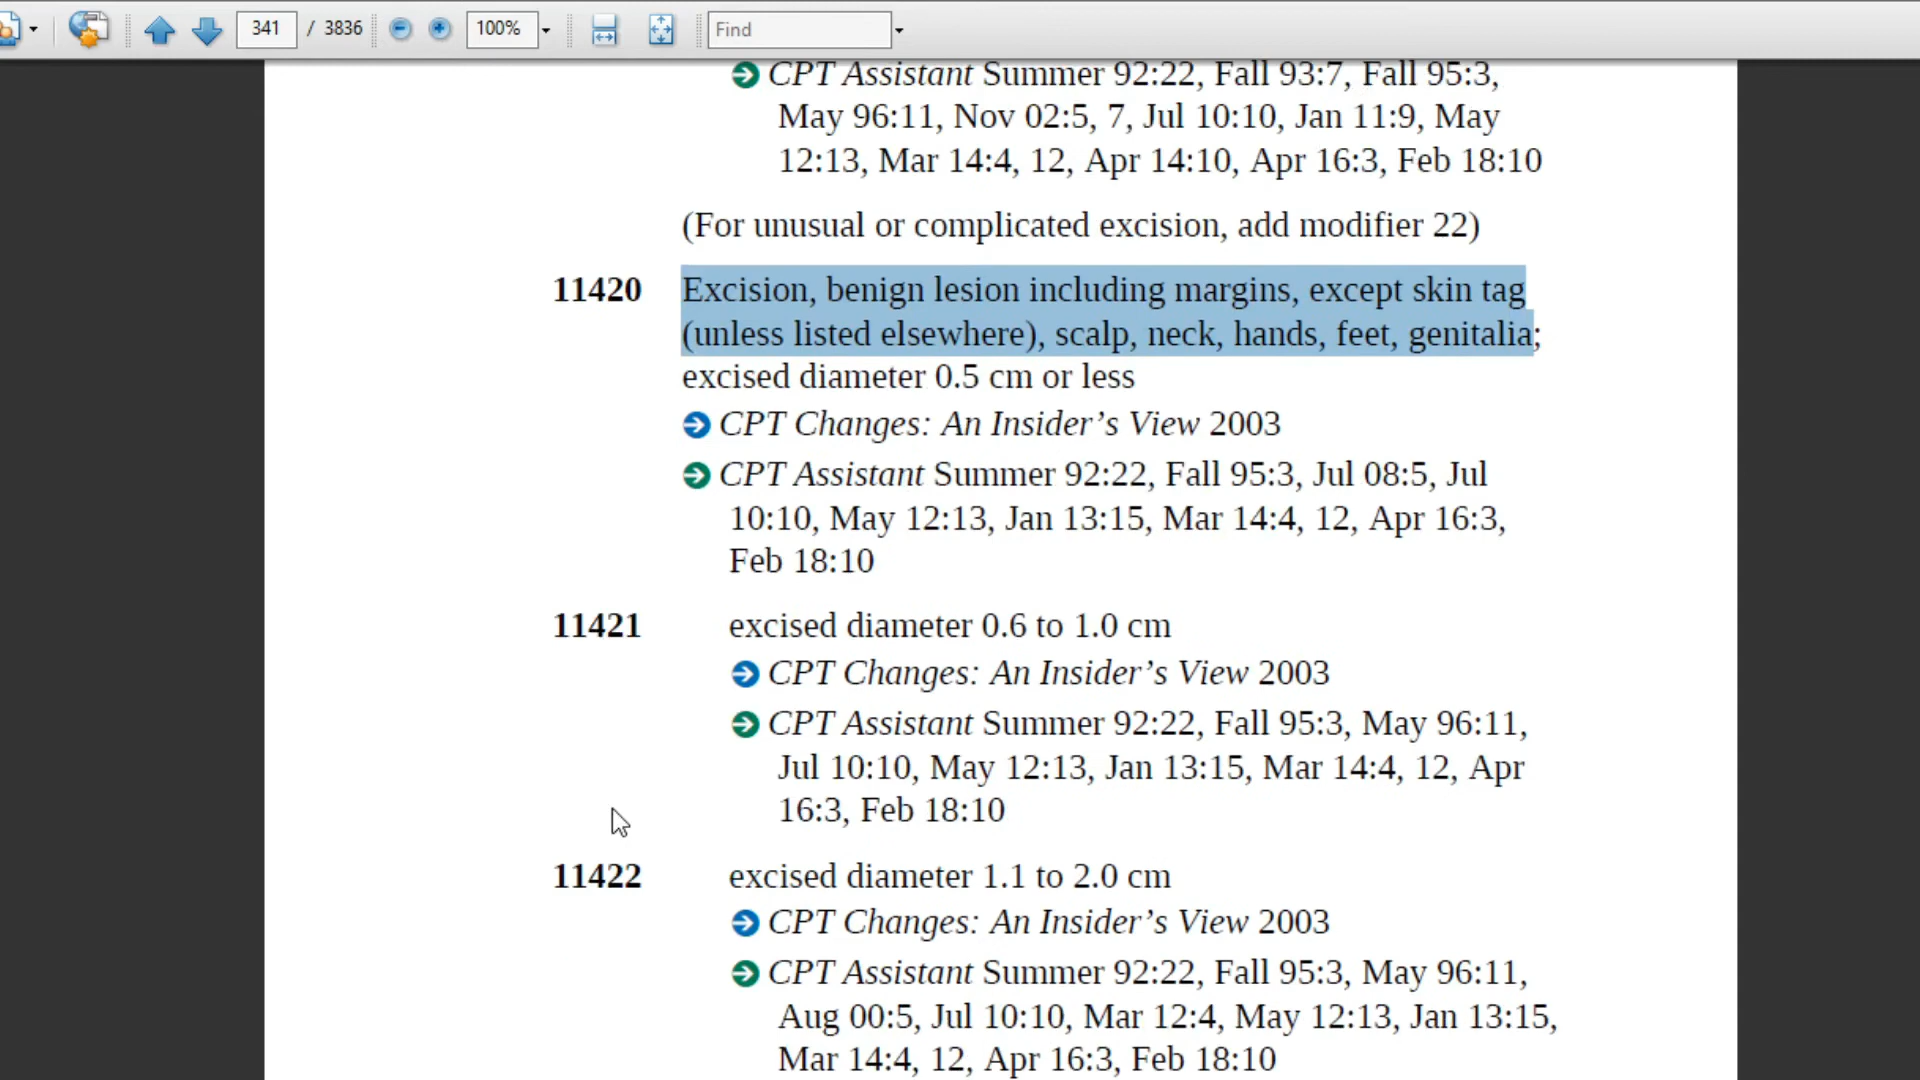 341 / 3836 100% Find
CPT Assistant Summer 92:22, Fall 93:7, Fall 95:3,
May 96:11, Nov 02:5, 7, Jul 10:10, Jan 11:9, May
12:13, Mar 14:4, 12, Apr 14:10, Apr 16:3, Feb 18:10
(For unusual or complicated excision, add modifier 22)
11420 Excision, benign lesion including margins, except skin tag
(unless listed elsewhere), scalp, neck, hands, feet, genitalia;
excised diameter 0.5 cm or less
CPT Changes: An Insider’s View 2003
CPT Assistant Summer 92:22, Fall 95:3, Jul 08:5, Jul
10:10, May 12:13, Jan 13:15, Mar 14:4, 12, Apr 16:3,
Feb 18:10
11421 excised diameter 0.6 to 1.0 cm
CPT Changes: An Insider’s View 2003
CPT Assistant Summer 92:22, Fall 95:3, May 96:11,
Jul 10:10, May 12:13, Jan 13:15, Mar 14:4, 12, Apr
16:3, Feb 18:10
11422 excised diameter 1.1 to 2.0 cm
CPT Changes: An Insider’s View 2003
CPT Assistant Summer 92:22, Fall 95:3, May 96:11,
Aug 00:5, Jul 10:10, Mar 12:4, May 12:13, Jan 13:15,
Mar 14:4, 12, Apr 16:3, Feb 18:10